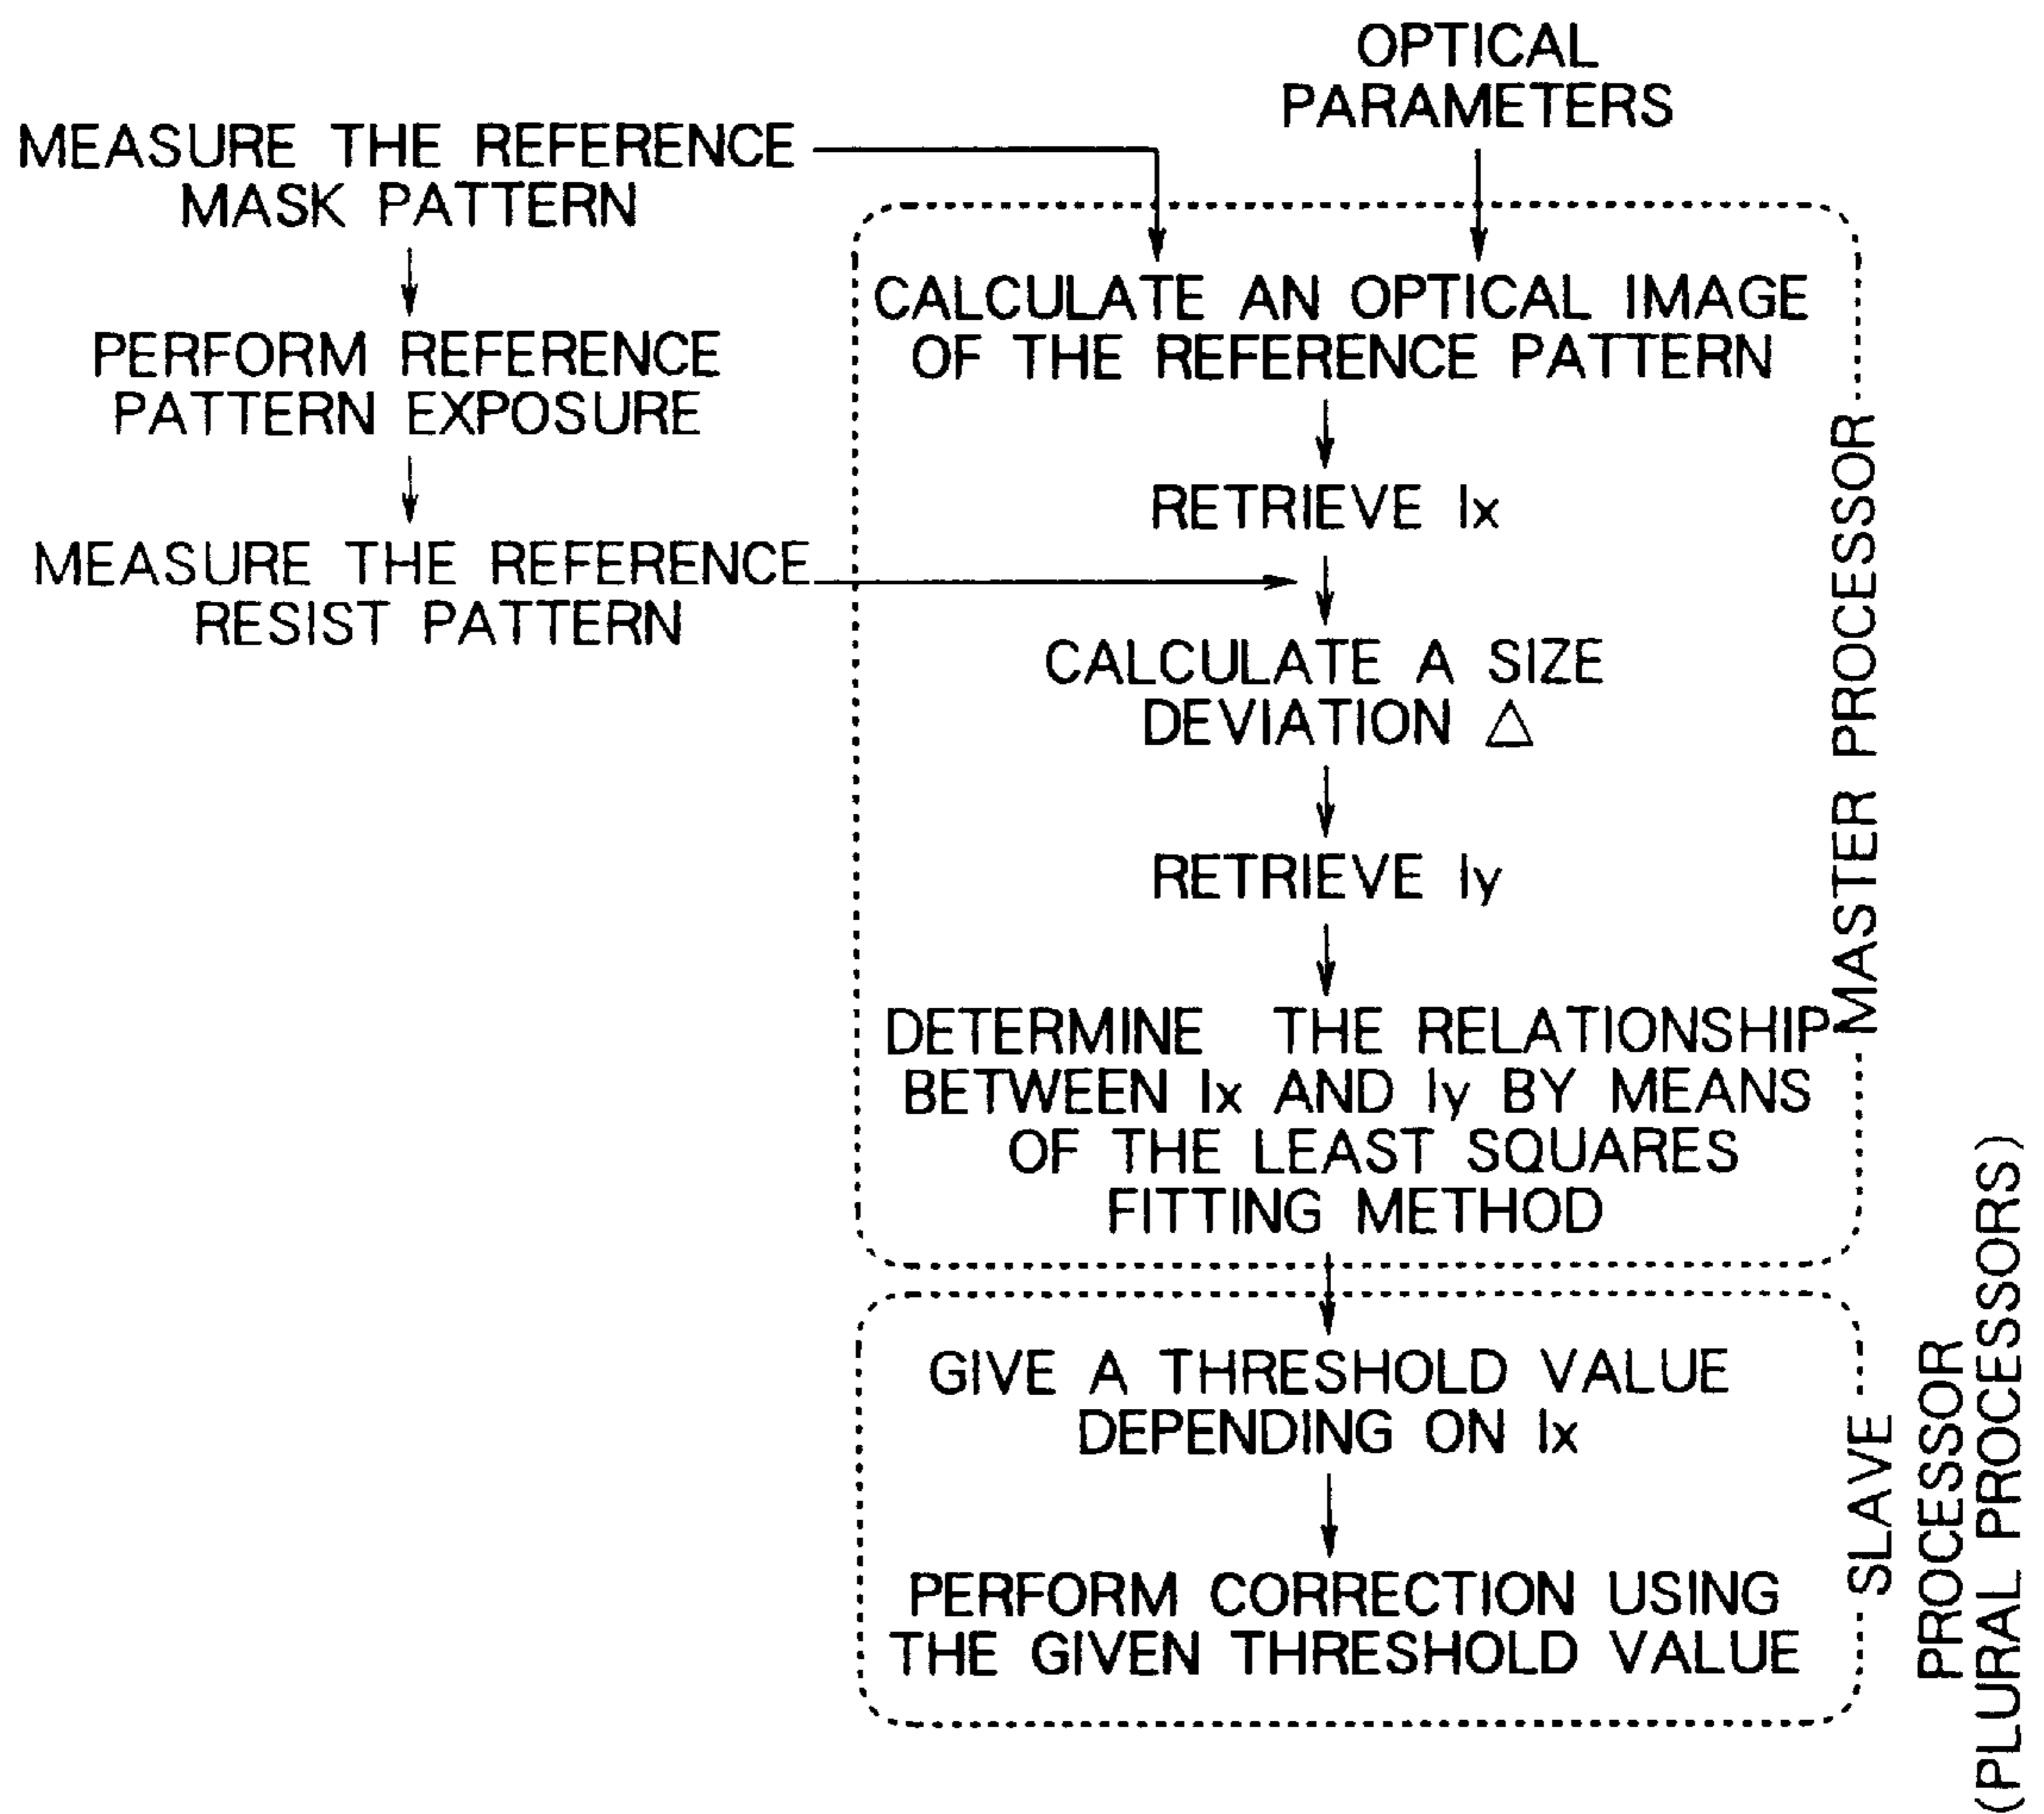 OPTICAL
PARAMETERS
MEASURE THE REFERENCE
MASK PATTERN
PERFORM REFERENCE
PATTERN EXPOSURE
MEASURE THE REFERENCE
RESIST PATTERN
CALCULATE AN OPTICAL IMAGE
OF THE REFERENCE PATTERN
RETRIEVE Ix
CALCULATE A SIZE
DEVIATION △
RETRIEVE Iy
DETERMINE THE RELATIONSHIP
BETWEEN Ix AND Iy BY MEANS
OF THE LEAST SQUARES
FITTING METHOD
MASTER PROCESSOR
GIVE A THRESHOLD VALUE
DEPENDING ON Ix
PERFORM CORRECTION USING
THE GIVEN THRESHOLD VALUE
SLAVE
PROCESSOR
(PLURAL PROCESSORS)